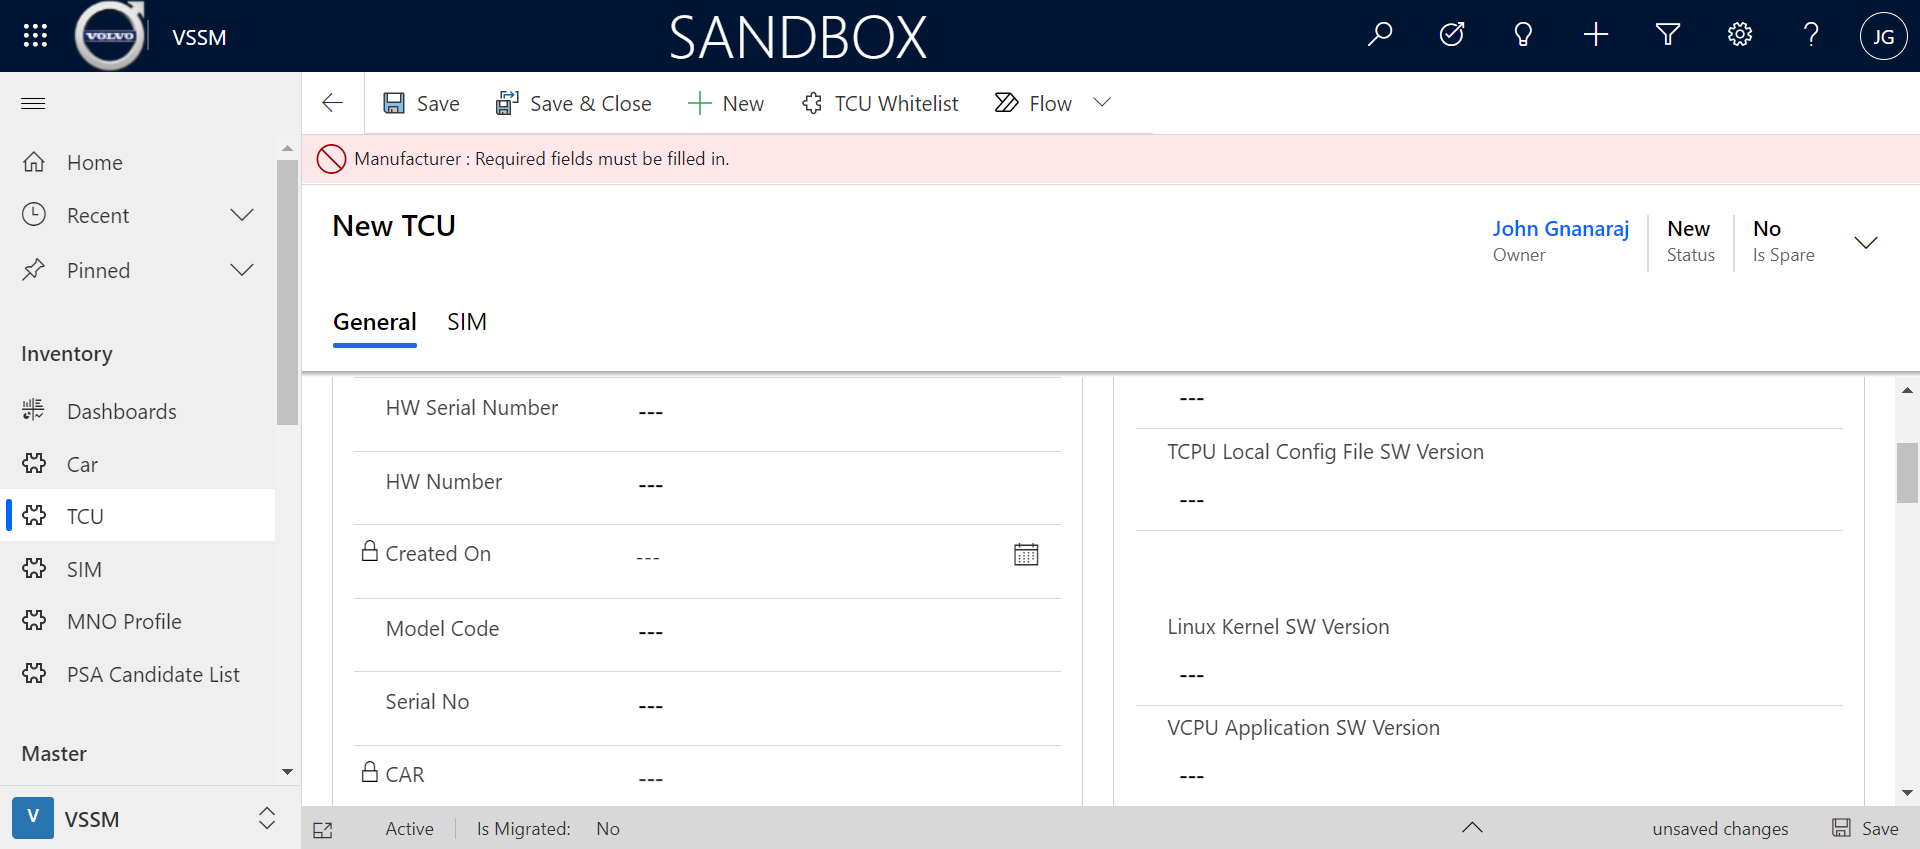 VOLVO
VSSM
SANDBOX
JG
Save
Save & Close
New
TCU Whitelist
Flow
Manufacturer : Required fields must be filled in.
Home
Recent
Pinned
Inventory
Dashboards
Car
TCU
SIM
MNO Profile
PSA Candidate List
Master
V
VSSM
New TCU
John Gnanaraj
Owner
New
Status
No
Is Spare
General
SIM
HW Serial Number
---
HW Number
---
Created On
---
Model Code
---
Serial No
---
CAR
---
---
TCPU Local Config File SW Version
---
Linux Kernel SW Version
---
VCPU Application SW Version
---
Active
Is Migrated:
No
unsaved changes
Save